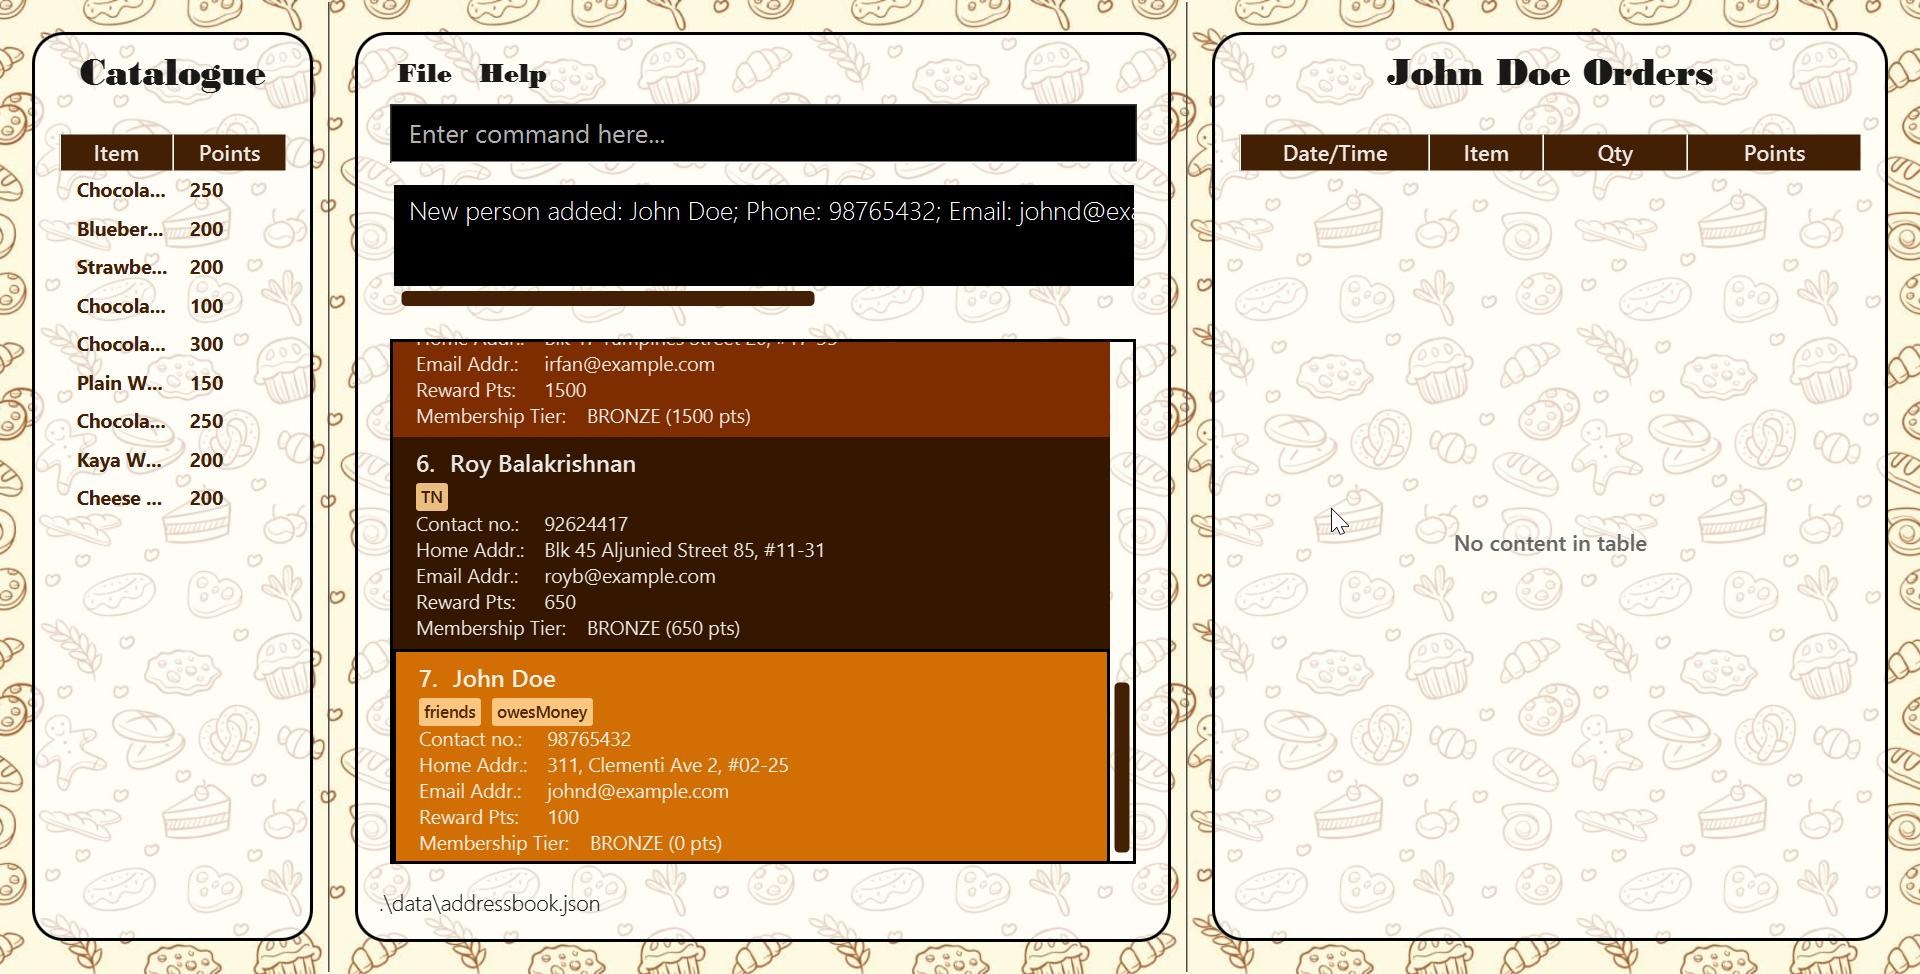 Catalogue
Item Points
Chocola... 250
Blueber... 200
Strawbe... 200
Chocola... 100
Chocola... 300
Plain W... 150
Chocola... 250
Kaya W... 200
Cheese ... 200
File Help
Enter command here...
New person added: John Doe; Phone: 98765432; Email: johnd@exa
Email Addr.: irfan@example.com
Reward Pts: 1500
Membership Tier: BRONZE (1500 pts)
6. Roy Balakrishnan
TN
Contact no.: 92624417
Home Addr.: Blk 45 Aljunied Street 85, #11-31
Email Addr.: royb@example.com
Reward Pts: 650
Membership Tier: BRONZE (650 pts)
7. John Doe
friends owesMoney
Contact no.: 98765432
Home Addr.: 311, Clementi Ave 2, #02-25
Email Addr.: johnd@example.com
Reward Pts: 100
Membership Tier: BRONZE (0 pts)
.\data\addressbook.json
John Doe Orders
Date/Time Item Qty Points
No content in table